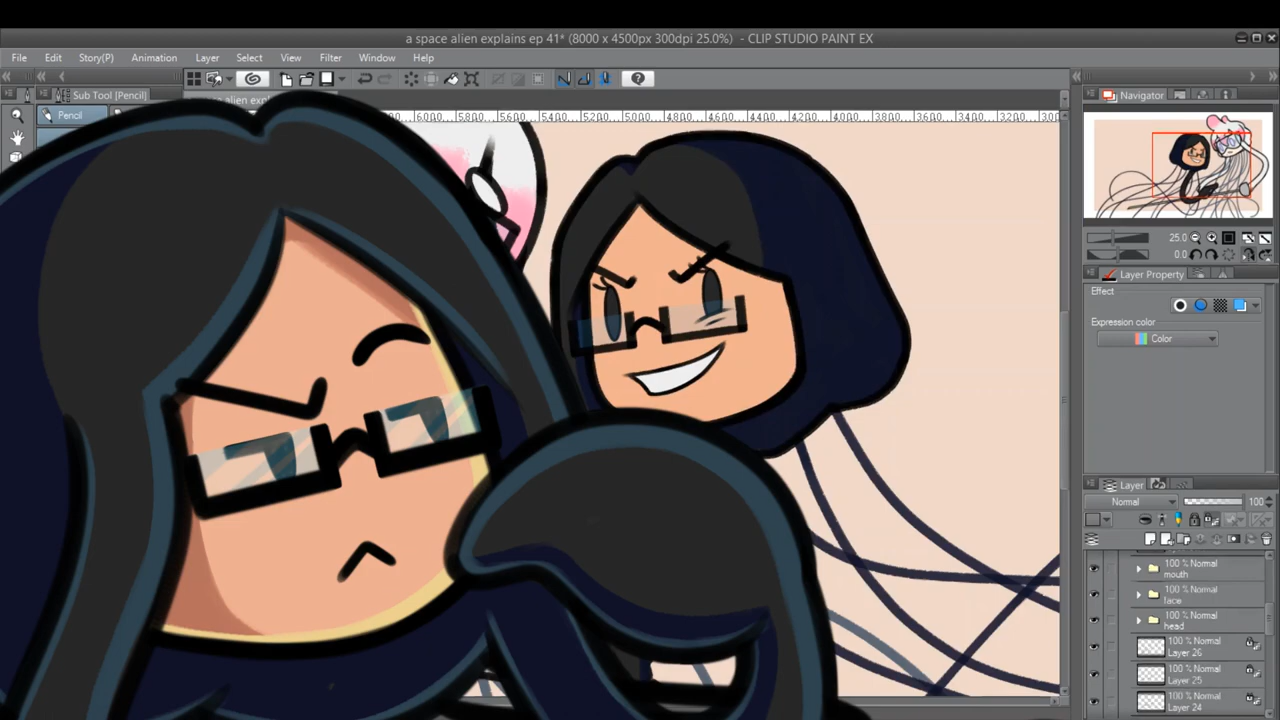 a space alien explains ep 41* (8000 x 4500px 300dpi 25.0%) - CLIP STUDIO PAINT EX
File Edit Story(P) Animation Layer Select View Filter Window Help
Sub Tool [Pencil]
Navigator
Pencil
space alien expl
6000 5800 5600 5400 5200 5000 4800 4600 4400 4200 4000 3800 3600 3400 3200 3000
25.0
0.0
Layer Property
Effect
Expression color
Color
Layer
Normal 100
100 % Normal
mouth
100 % Normal
face
100 % Normal
head
100 % Normal
Layer 26
100 % Normal
Layer 25
100 % Normal
Layer 24